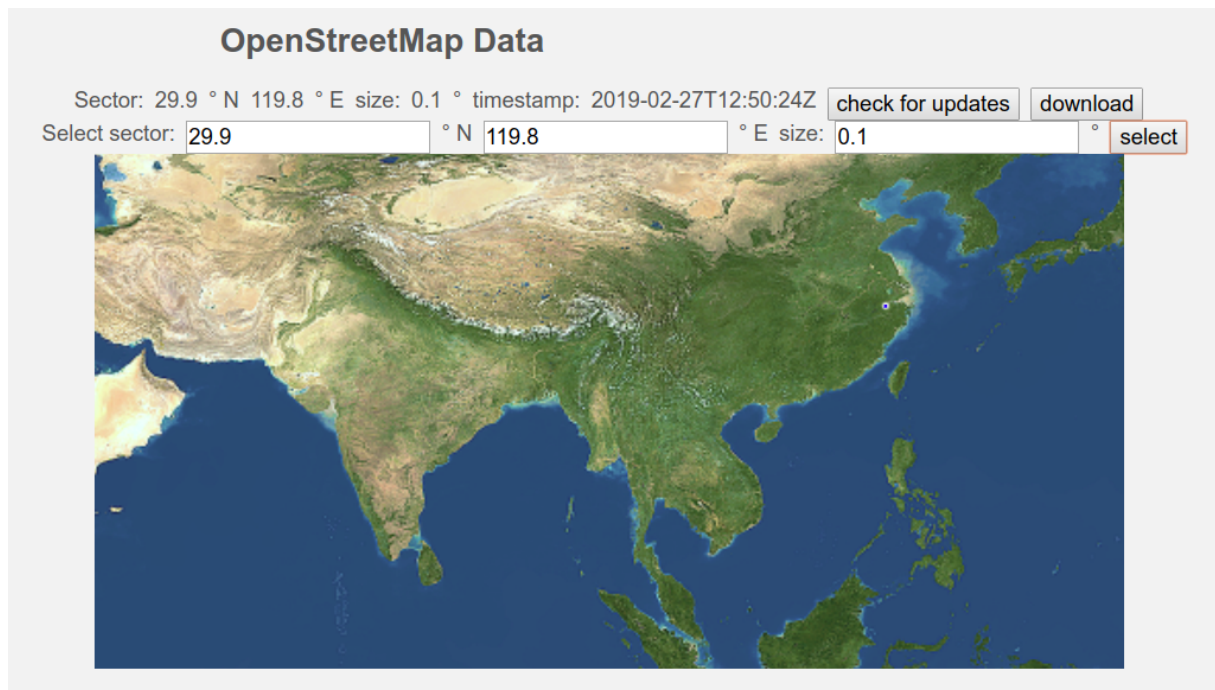 OpenStreetMap Data
Sector: 29.9 ° N 119.8 ° E size: 0.1 ° timestamp: 2019-02-27T12:50:24Z check for updates download
Select sector: 29.9 ° N 119.8 ° E size: 0.1 ° select